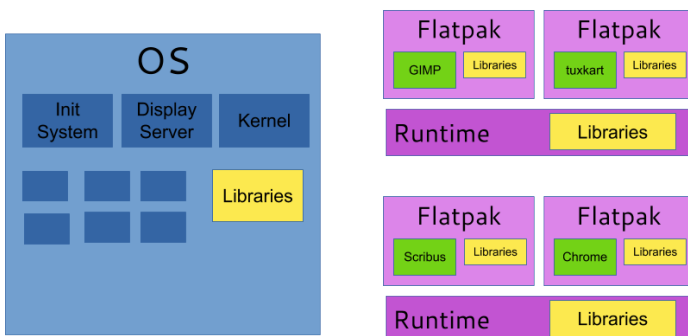 OS
Init
System
Display
Server
Kernel
Libraries
Flatpak
GIMP
Libraries
Flatpak
tuxkart
Libraries
Runtime
Libraries
Flatpak
Scribus
Libraries
Flatpak
Chrome
Libraries
Runtime
Libraries